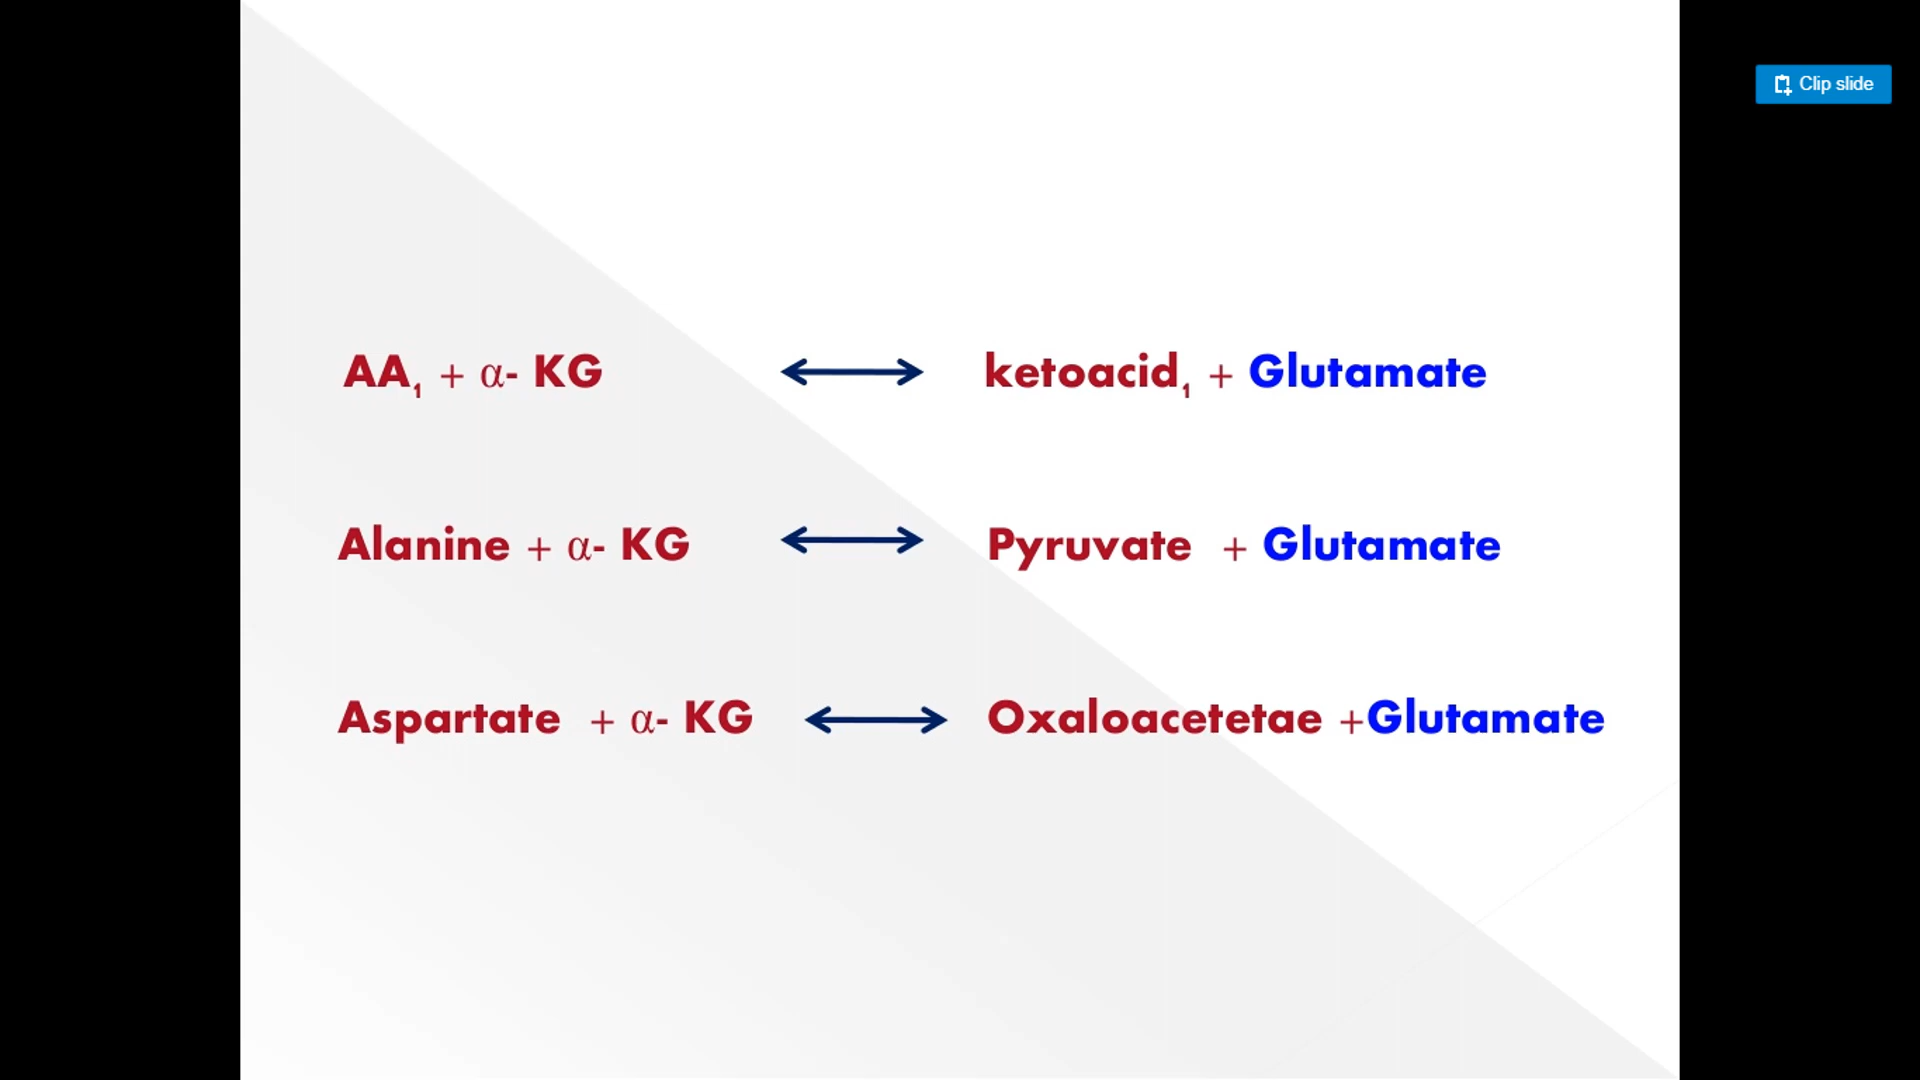 Clip slide
AA₁ + α- KG ↔ ketoacid₁ + Glutamate
Alanine + α- KG ↔ Pyruvate + Glutamate
Aspartate + α- KG ↔ Oxaloacetetae +Glutamate